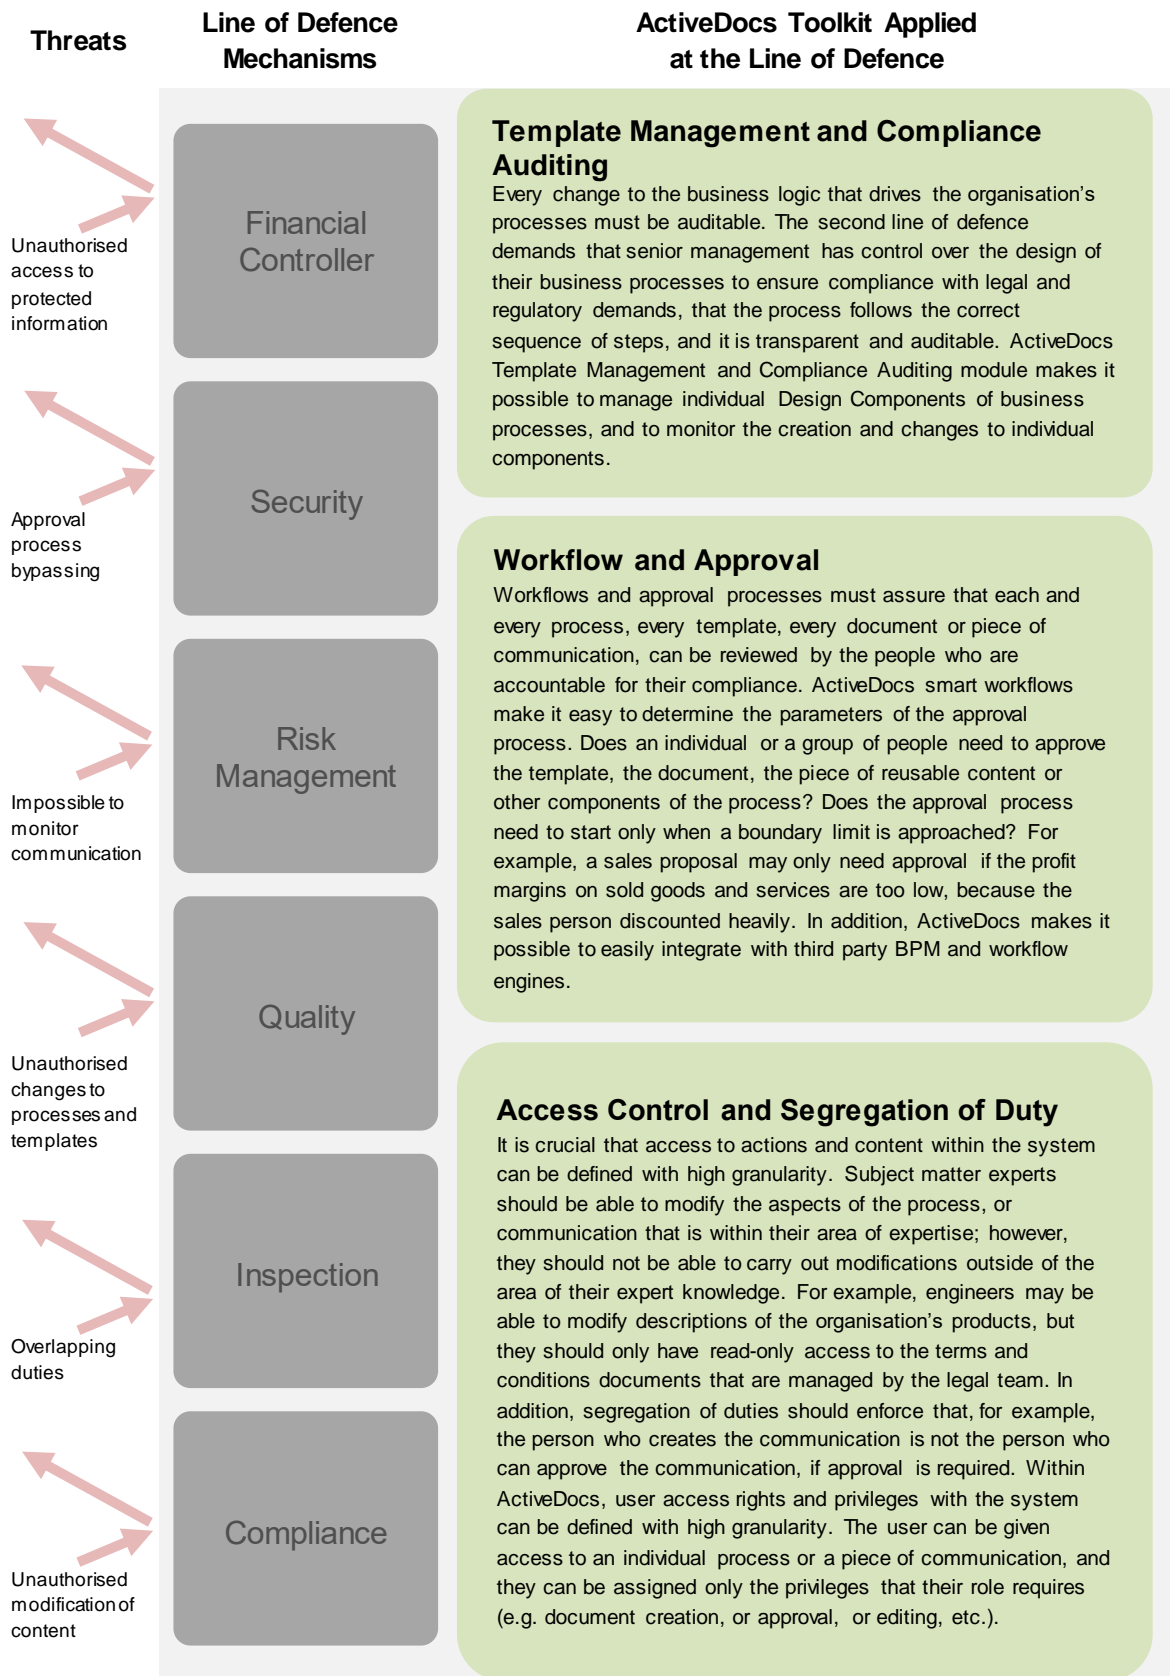 Threats
Line of Defence
Mechanisms
ActiveDocs Toolkit Applied
at the Line of Defence
Unauthorised
access to
protected
information
Approval
process
bypassing
Impossible to
monitor
communication
Unauthorised
changes to
processes and
templates
Overlapping
duties
Unauthorised
modification of
content
Financial
Controller
Security
Risk
Management
Quality
Inspection
Compliance
Template Management and Compliance
Auditing
Every change to the business logic that drives the organisation’s
processes must be auditable. The second line of defence
demands that senior management has control over the design of
their business processes to ensure compliance with legal and
regulatory demands, that the process follows the correct
sequence of steps, and it is transparent and auditable. ActiveDocs
Template Management and Compliance Auditing module makes it
possible to manage individual Design Components of business
processes, and to monitor the creation and changes to individual
components.
Workflow and Approval
Workflows and approval processes must assure that each and
every process, every template, every document or piece of
communication, can be reviewed by the people who are
accountable for their compliance. ActiveDocs smart workflows
make it easy to determine the parameters of the approval
process. Does an individual or a group of people need to approve
the template, the document, the piece of reusable content or
other components of the process? Does the approval process
need to start only when a boundary limit is approached? For
example, a sales proposal may only need approval if the profit
margins on sold goods and services are too low, because the
sales person discounted heavily. In addition, ActiveDocs makes it
possible to easily integrate with third party BPM and workflow
engines.
Access Control and Segregation of Duty
It is crucial that access to actions and content within the system
can be defined with high granularity. Subject matter experts
should be able to modify the aspects of the process, or
communication that is within their area of expertise; however,
they should not be able to carry out modifications outside of the
area of their expert knowledge. For example, engineers may be
able to modify descriptions of the organisation’s products, but
they should only have read-only access to the terms and
conditions documents that are managed by the legal team. In
addition, segregation of duties should enforce that, for example,
the person who creates the communication is not the person who
can approve the communication, if approval is required. Within
ActiveDocs, user access rights and privileges with the system
can be defined with high granularity. The user can be given
access to an individual process or a piece of communication, and
they can be assigned only the privileges that their role requires
(e.g. document creation, or approval, or editing, etc.).